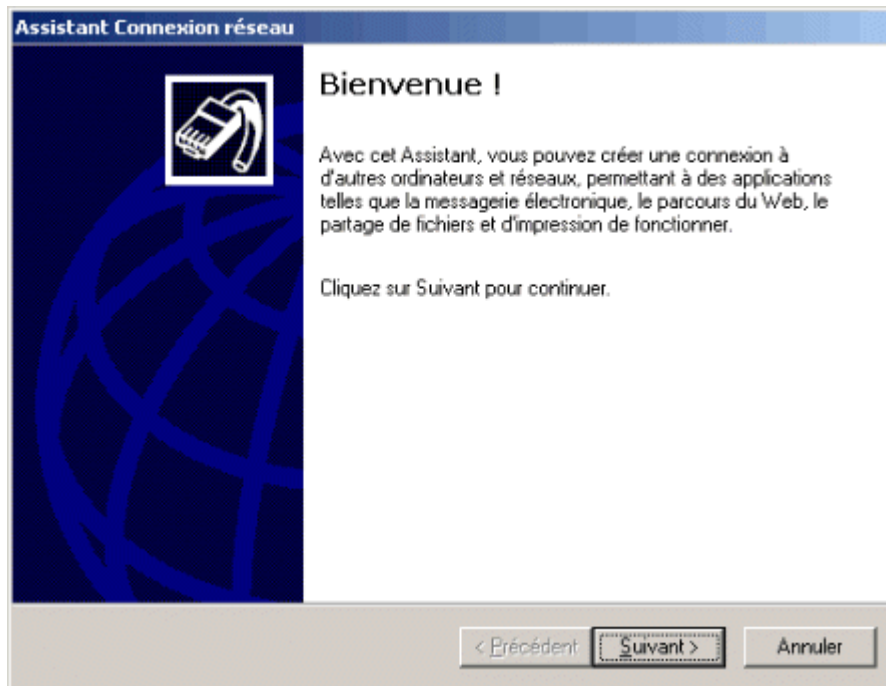 Assistant Connexion réseau
Bienvenue !
Avec cet Assistant, vous pouvez créer une connexion à
d'autres ordinateurs et réseaux, permettant à des applications
telles que la messagerie électronique, le parcours du Web, le
partage de fichiers et d'impression de fonctionner.
Cliquez sur Suivant pour continuer.
< Précédent
Suivant >
Annuler